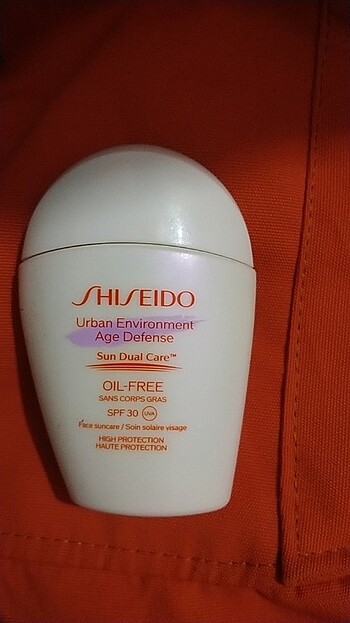 SHISEIDO
Urban Environment
Age Defense
Sun Dual Care™
OIL-FREE
SANS CORPS GRAS
SPF 30 UVA
Face suncare / Soin solaire visage
HIGH PROTECTION
HAUTE PROTECTION